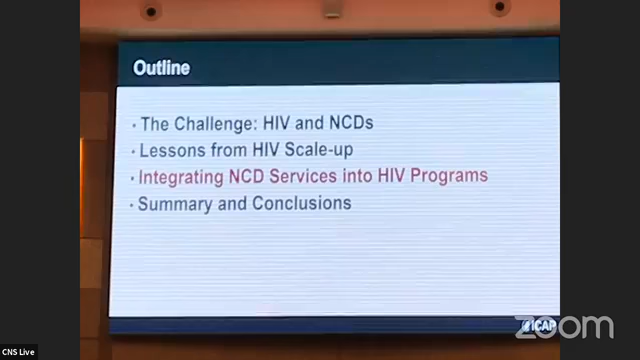 Outline
· The Challenge: HIV and NCDs
· Lessons from HIV Scale-up
· Integrating NCD Services into HIV Programs
· Summary and Conclusions
ICAP
zoom
CNS Live